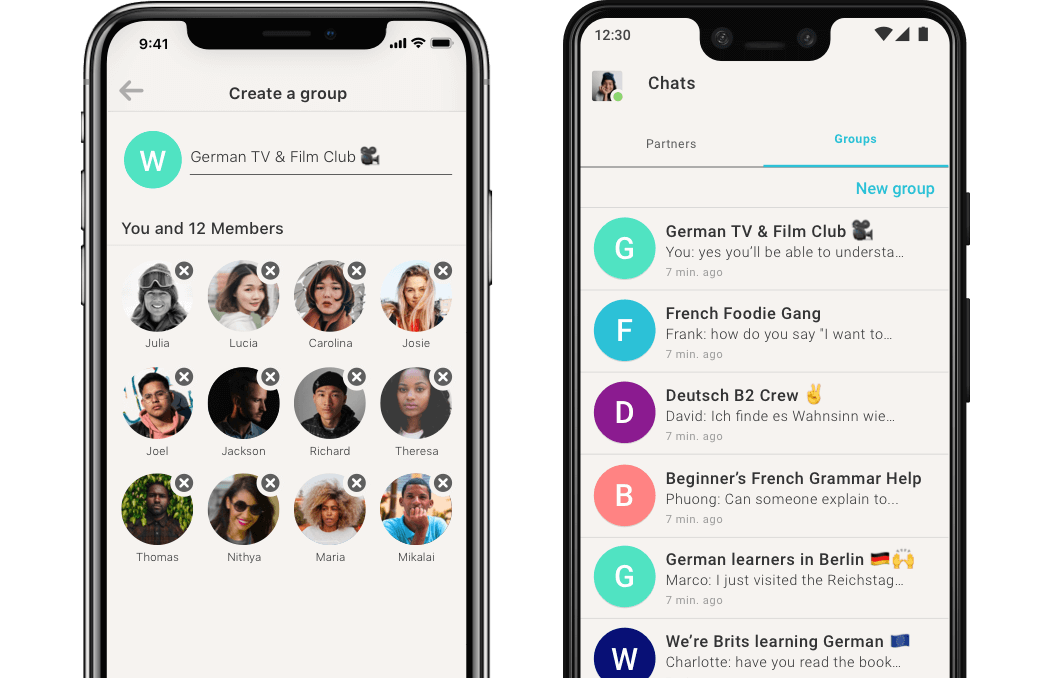 9:41
Create a group
W
German TV & Film Club 🎥
You and 12 Members
Julia
Lucia
Carolina
Josie
Joel
Jackson
Richard
Theresa
Thomas
Nithya
Maria
Mikalai
12:30
Chats
Partners
Groups
New group
G
German TV & Film Club 🎥
You: yes you’ll be able to understa…
7 min. ago
F
French Foodie Gang
Frank: how do you say "I want to…
7 min. ago
D
Deutsch B2 Crew ✌️
David: Ich finde es Wahnsinn wie…
7 min. ago
B
Beginner’s French Grammar Help
Phuong: Can someone explain to...
7 min. ago
G
German learners in Berlin 🇩🇪🙌
Marco: I just visited the Reichstag…
7 min. ago
W
We’re Brits learning German 🇪🇺
Charlotte: have you read the book…